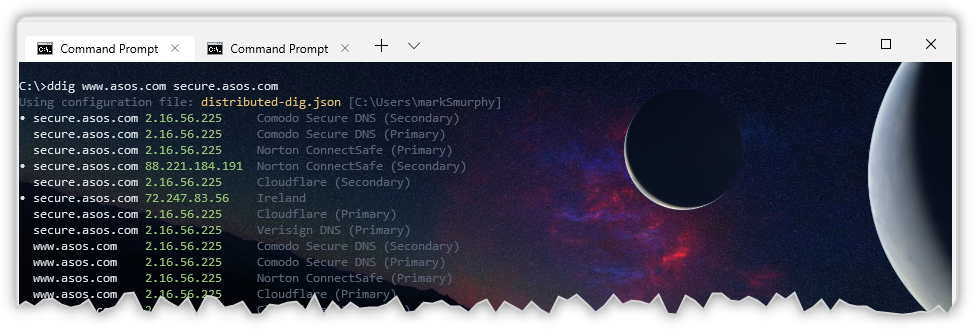 Command Prompt
Command Prompt
C:\>ddig www.asos.com secure.asos.com
Using configuration file: distributed-dig.json [C:\Users\markSmurphy]
• secure.asos.com 2.16.56.225 Comodo Secure DNS (Secondary)
secure.asos.com 2.16.56.225 Comodo Secure DNS (Primary)
secure.asos.com 2.16.56.225 Norton ConnectSafe (Primary)
• secure.asos.com 88.221.184.191 Norton ConnectSafe (Secondary)
secure.asos.com 2.16.56.225 Cloudflare (Secondary)
• secure.asos.com 72.247.83.56 Ireland
secure.asos.com 2.16.56.225 Cloudflare (Primary)
secure.asos.com 2.16.56.225 Verisign DNS (Primary)
www.asos.com 2.16.56.225 Comodo Secure DNS (Secondary)
www.asos.com 2.16.56.225 Comodo Secure DNS (Primary)
www.asos.com 2.16.56.225 Norton ConnectSafe (Primary)
www.asos.com 2.16.56.225 Cloudflare (Primary)